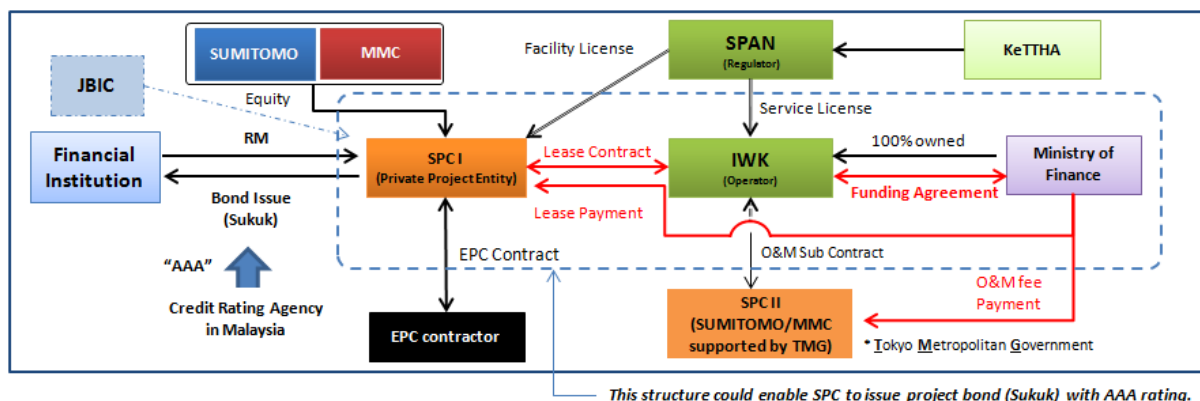 SUMITOMO
MMC
JBIC
Equity
Facility License
SPAN
(Regulator)
KeTTHA
Service License
Financial
Institution
RM
Bond Issue
(Sukuk)
SPC I
(Private Project Entity)
Lease Contract
Lease Payment
IWK
(Operator)
100% owned
Funding Agreement
Ministry of
Finance
"AAA"
Credit Rating Agency
in Malaysia
EPC Contract
O&M Sub Contract
O&M fee
Payment
EPC contractor
SPC II
(SUMITOMO/MMC
supported by TMG)
* Tokyo Metropolitan Government
This structure could enable SPC to issue project bond (Sukuk) with AAA rating.